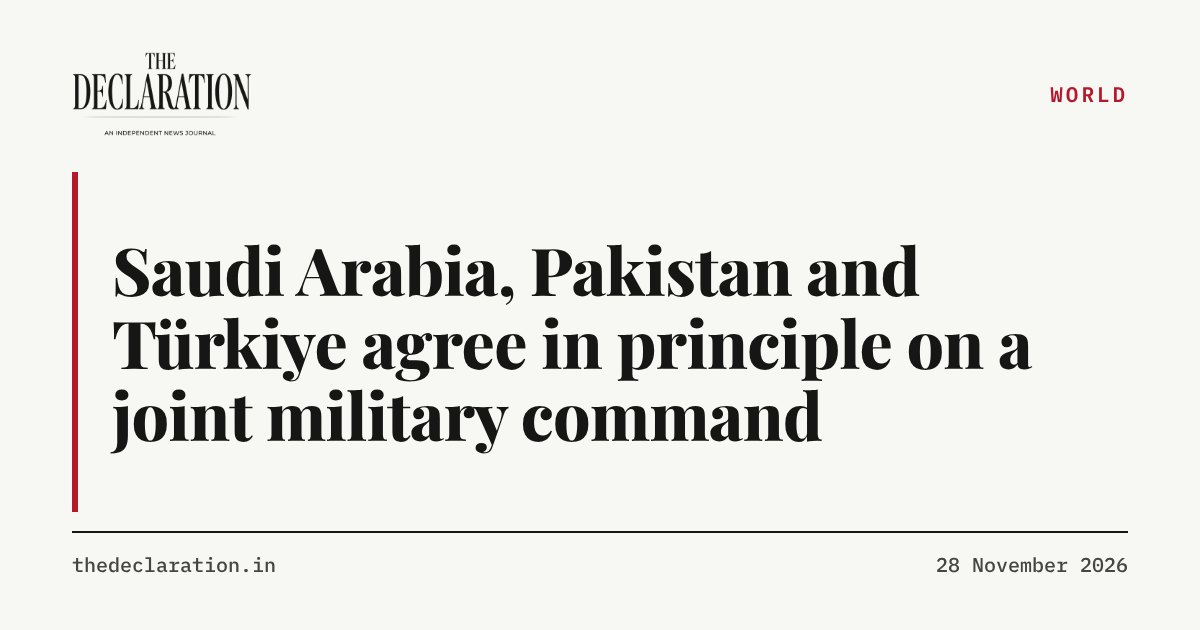 THE
DECLARATION
AN INDEPENDENT NEWS JOURNAL
WORLD
Saudi Arabia, Pakistan and
Türkiye agree in principle on a
joint military command
thedeclaration.in
28 November 2026